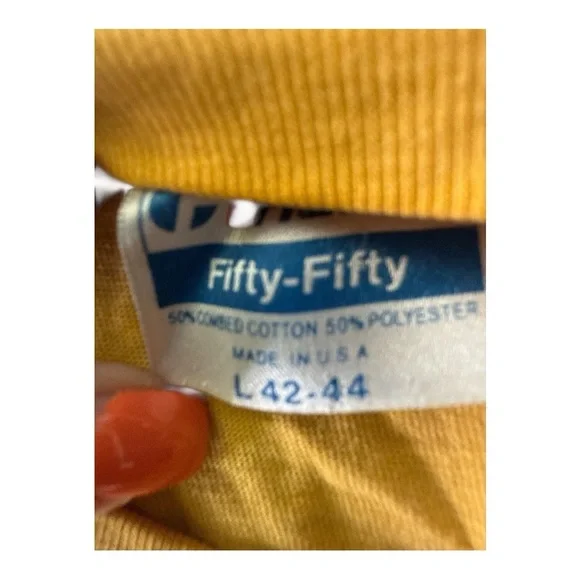 Fifty-Fifty
50% COMBED COTTON 50% POLYESTER
MADE IN U S A
L 42-44